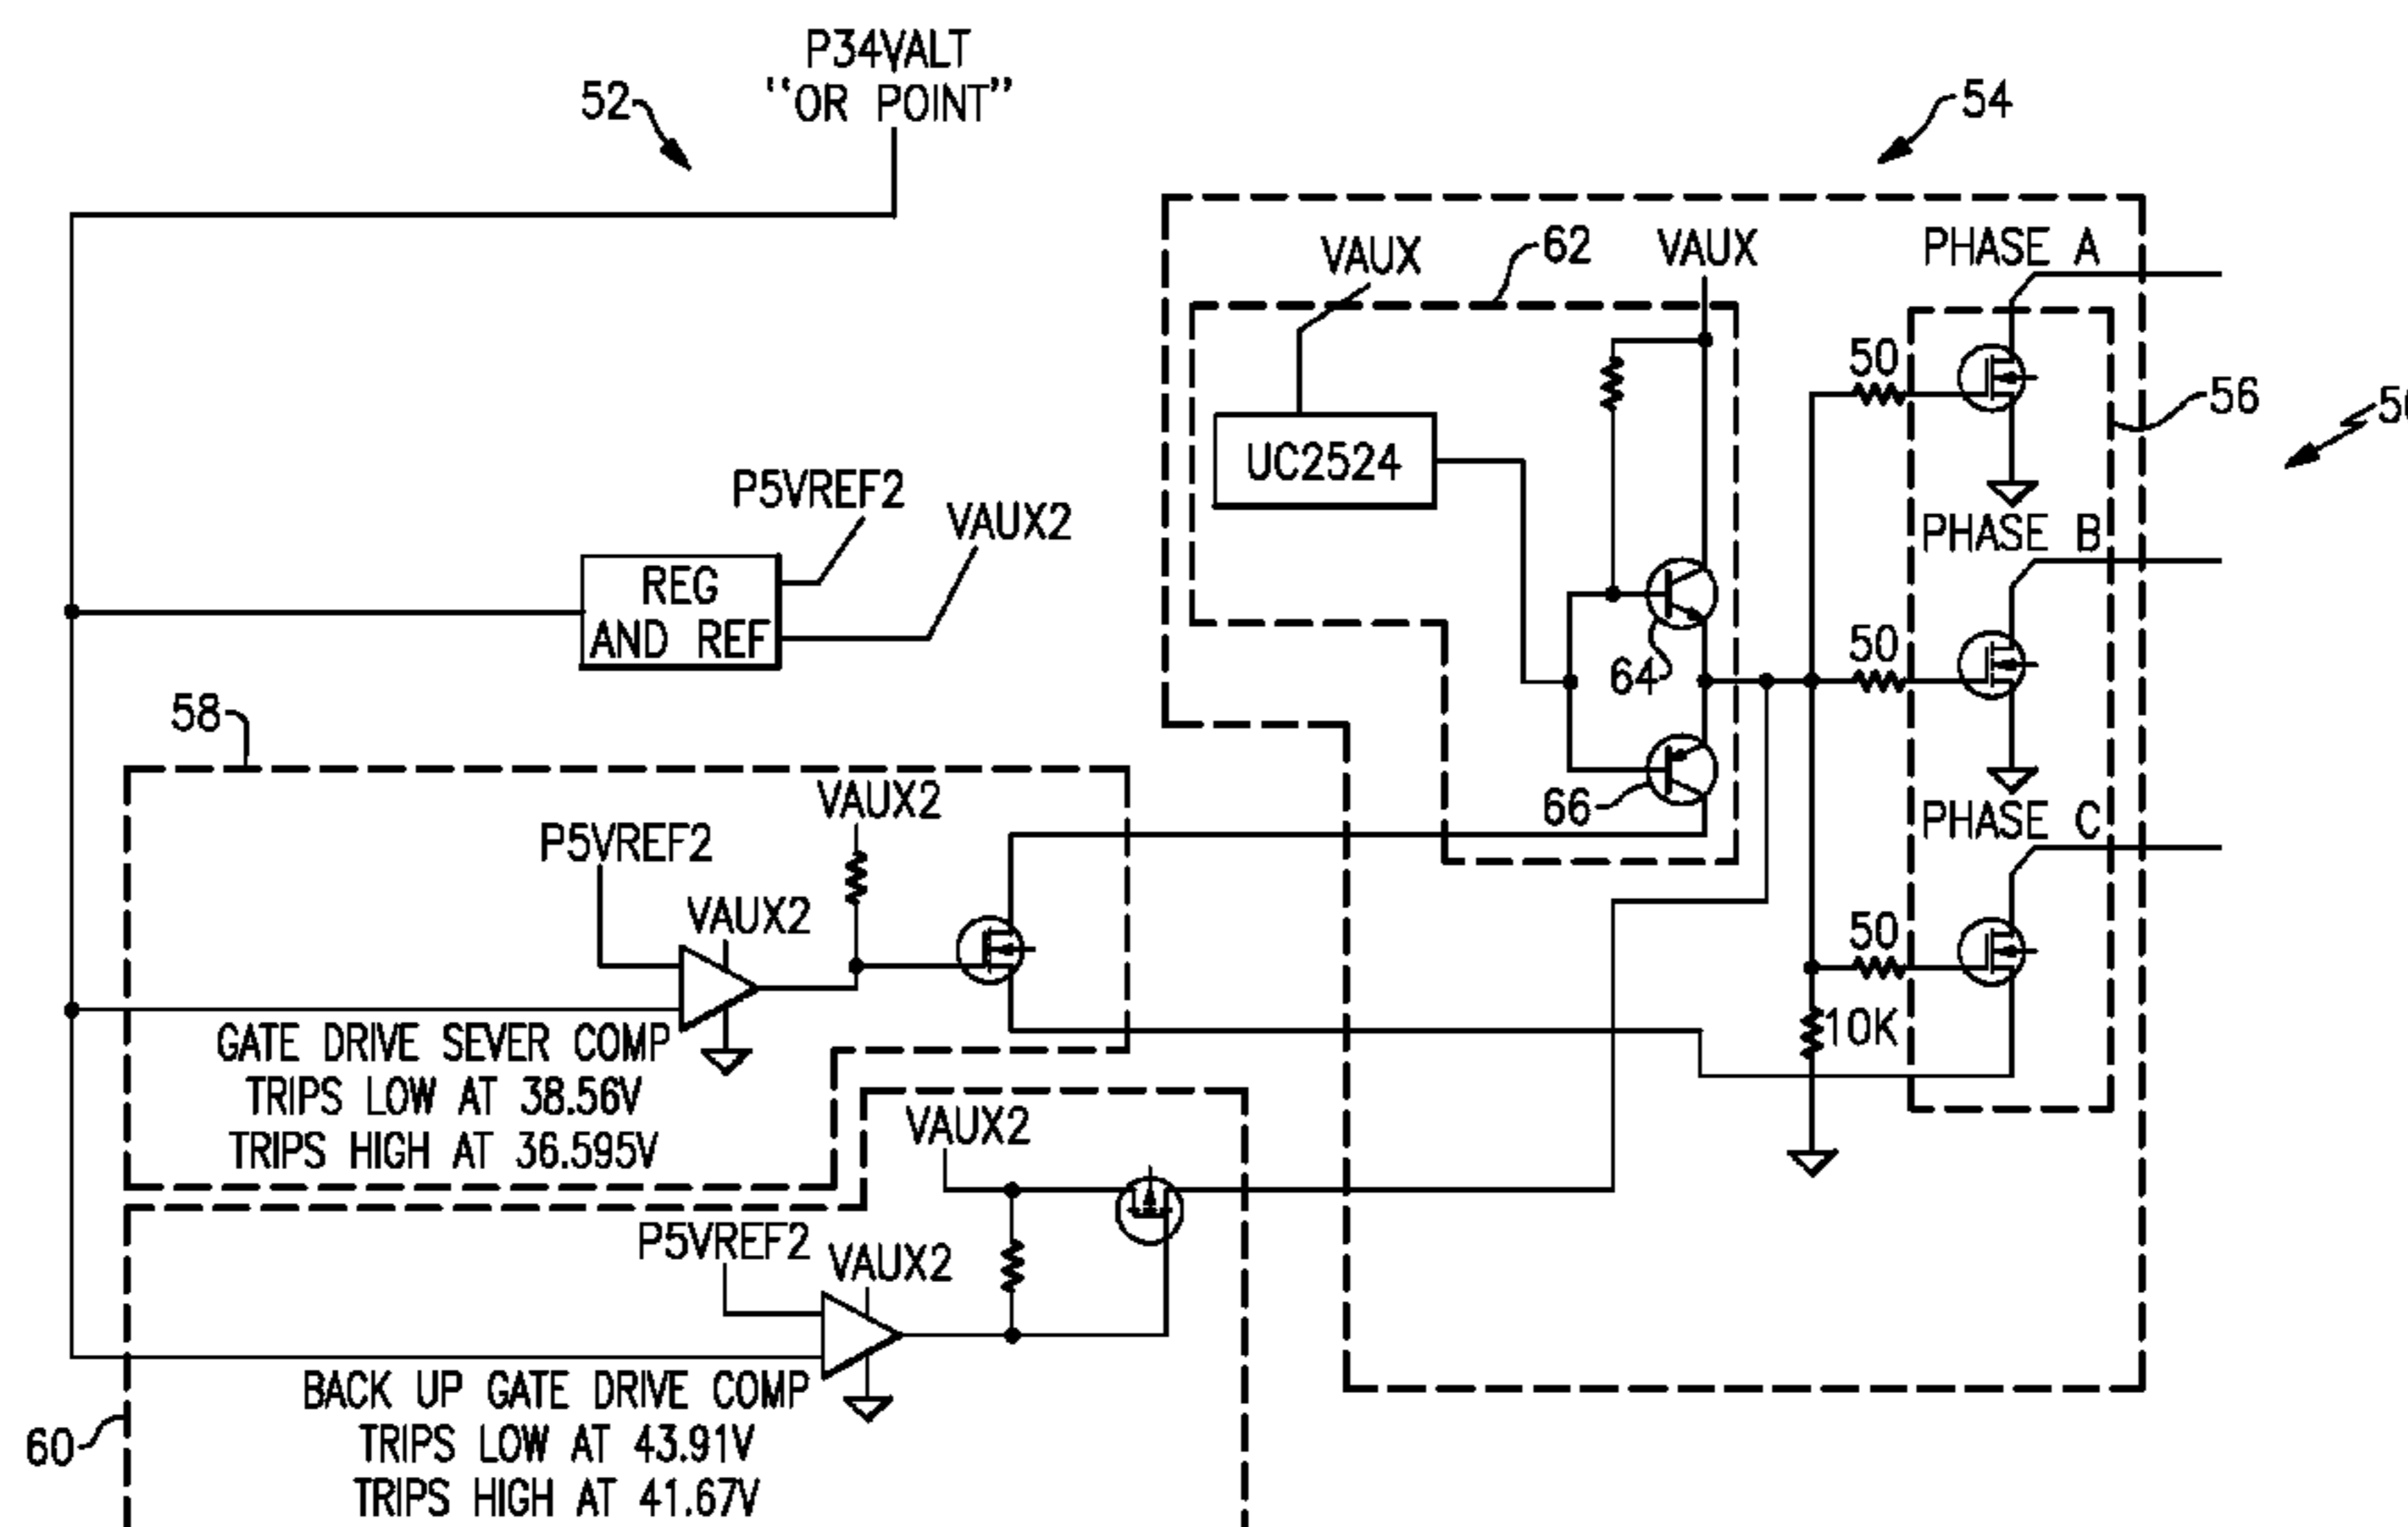 P34VALT
"OR POINT"
52
54
62
VAUX
VAUX
PHASE A
50
56
UC2524
PHASE B
P5VREF2
VAUX2
REG
AND REF
50
64
58
66
PHASE C
VAUX2
P5VREF2
VAUX2
50
10K
GATE DRIVE SEVER COMP
TRIPS LOW AT 38.56V
TRIPS HIGH AT 36.595V
VAUX2
P5VREF2
VAUX2
BACK UP GATE DRIVE COMP
TRIPS LOW AT 43.91V
TRIPS HIGH AT 41.67V
60